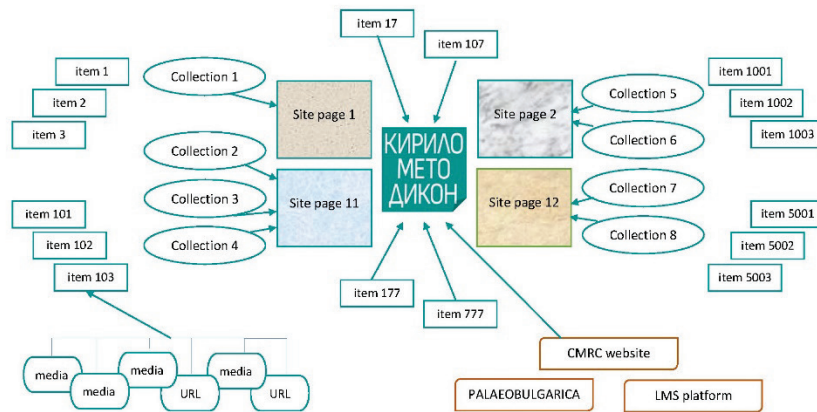 item 17
item 107
item 1
item 2
item 3
Collection 1
Site page 1
Collection 2
Collection 3
Collection 4
Site page 11
КИРИЛО
МЕТО
ДИКОН
Site page 2
Collection 5
Collection 6
item 1001
item 1002
item 1003
Site page 12
Collection 7
Collection 8
item 5001
item 5002
item 5003
item 101
item 102
item 103
item 177
item 777
media
media
media
URL
media
URL
CMRC website
PALAEOBULGARICA
LMS platform